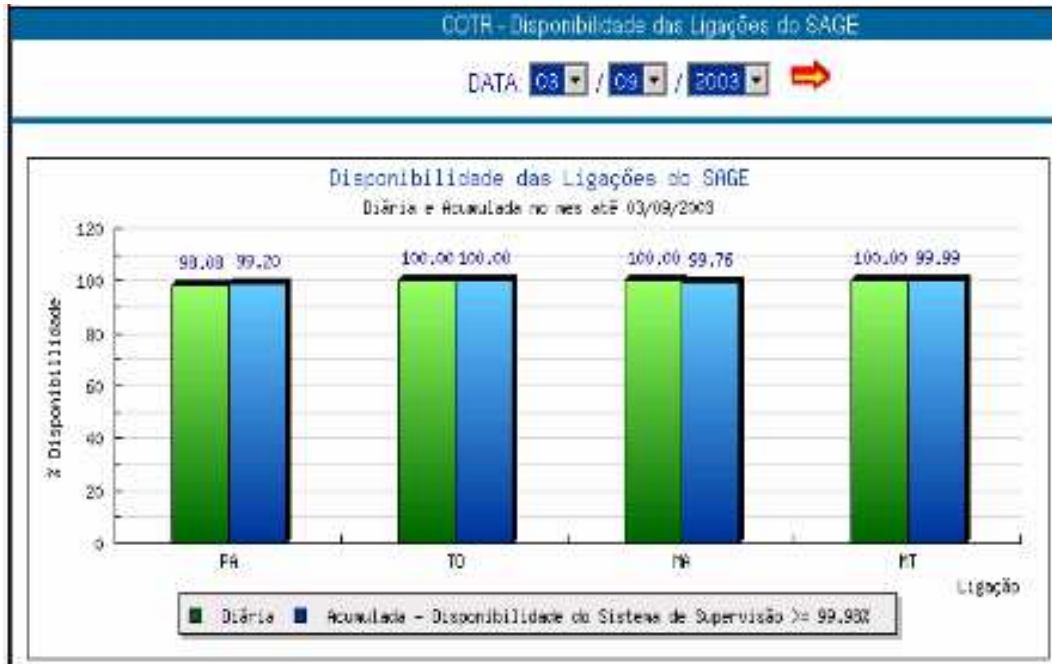 COTR - Disponibilidade das Ligações do SAGE
DATA: 03 / 09 / 2003
Disponibilidade das Ligações do SAGE
Diária e Acumulada no mes até 03/09/2003
% Disponibilidade
120
100
80
60
40
20
0
98.08 99.20 100.00 100.00 100.00 99.76 100.00 99.99
PA TO MA MT
Ligação
Diária Acumulada - Disponibilidade do Sistema de Supervisão >= 99.98%